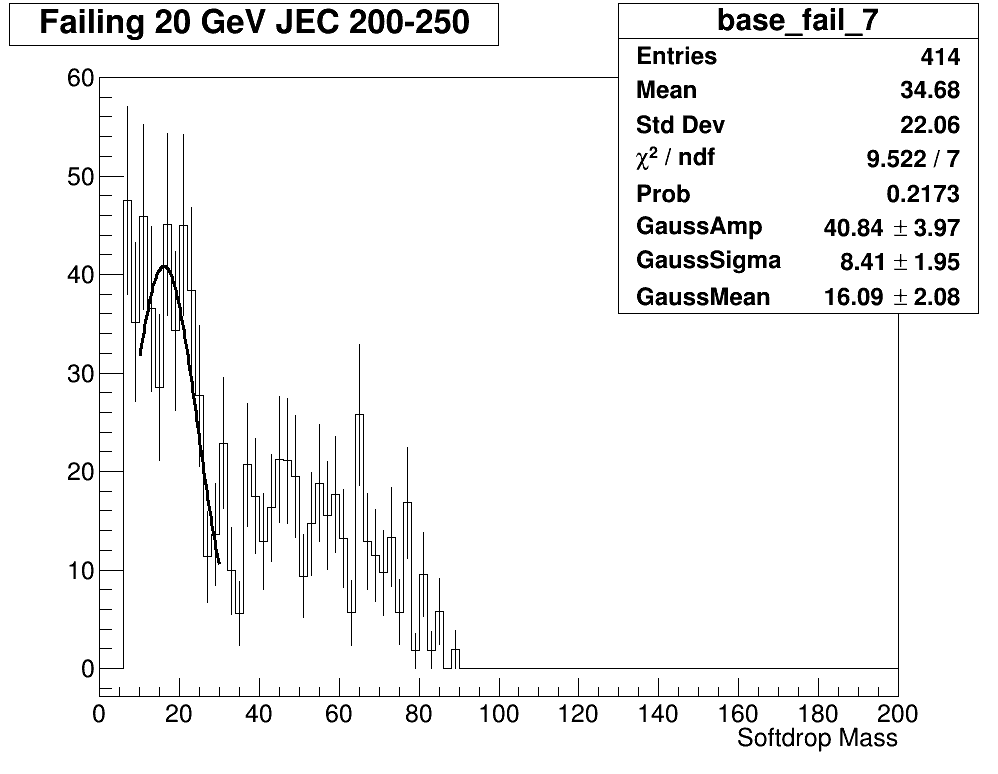 Failing 20 GeV JEC 200-250
base_fail_7
Entries 414
Mean 34.68
Std Dev 22.06
χ² / ndf 9.522 / 7
Prob 0.2173
GaussAmp 40.84 ± 3.97
GaussSigma 8.41 ± 1.95
GaussMean 16.09 ± 2.08
60
50
40
30
20
10
0
0 20 40 60 80 100 120 140 160 180 200
Softdrop Mass